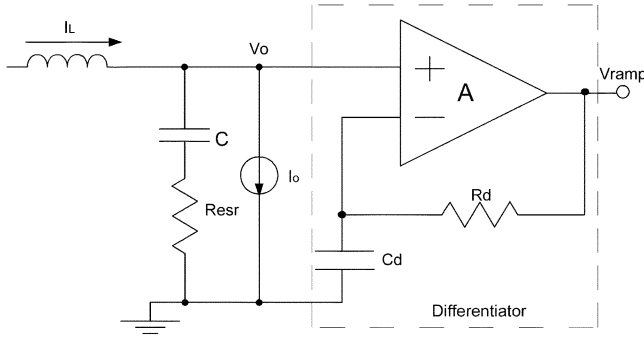 IL
Vo
Vramp
A
C
Io
Rd
Resr
Cd
Differentiator